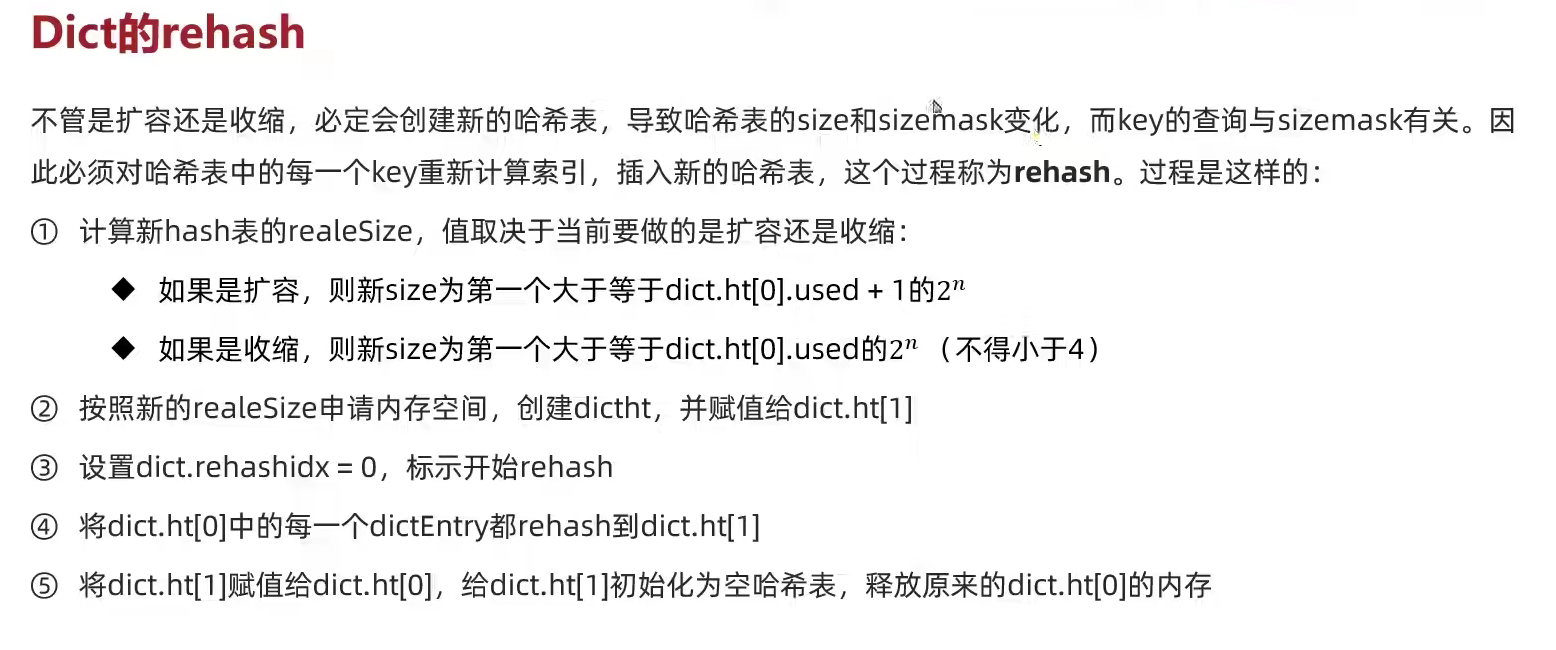 Dict的rehash
不管是扩容还是收缩，必定会创建新的哈希表，导致哈希表的size和sizemask变化，而key的查询与sizemask有关。因
此必须对哈希表中的每一个key重新计算索引，插入新的哈希表，这个过程称为rehash。过程是这样的：
① 计算新hash表的realeSize，值取决于当前要做的是扩容还是收缩：
◆ 如果是扩容，则新size为第一个大于等于dict.ht[0].used + 1的2ⁿ
◆ 如果是收缩，则新size为第一个大于等于dict.ht[0].used的2ⁿ （不得小于4）
② 按照新的realeSize申请内存空间，创建dictht，并赋值给dict.ht[1]
③ 设置dict.rehashidx = 0，标示开始rehash
④ 将dict.ht[0]中的每一个dictEntry都rehash到dict.ht[1]
⑤ 将dict.ht[1]赋值给dict.ht[0]，给dict.ht[1]初始化为空哈希表，释放原来的dict.ht[0]的内存